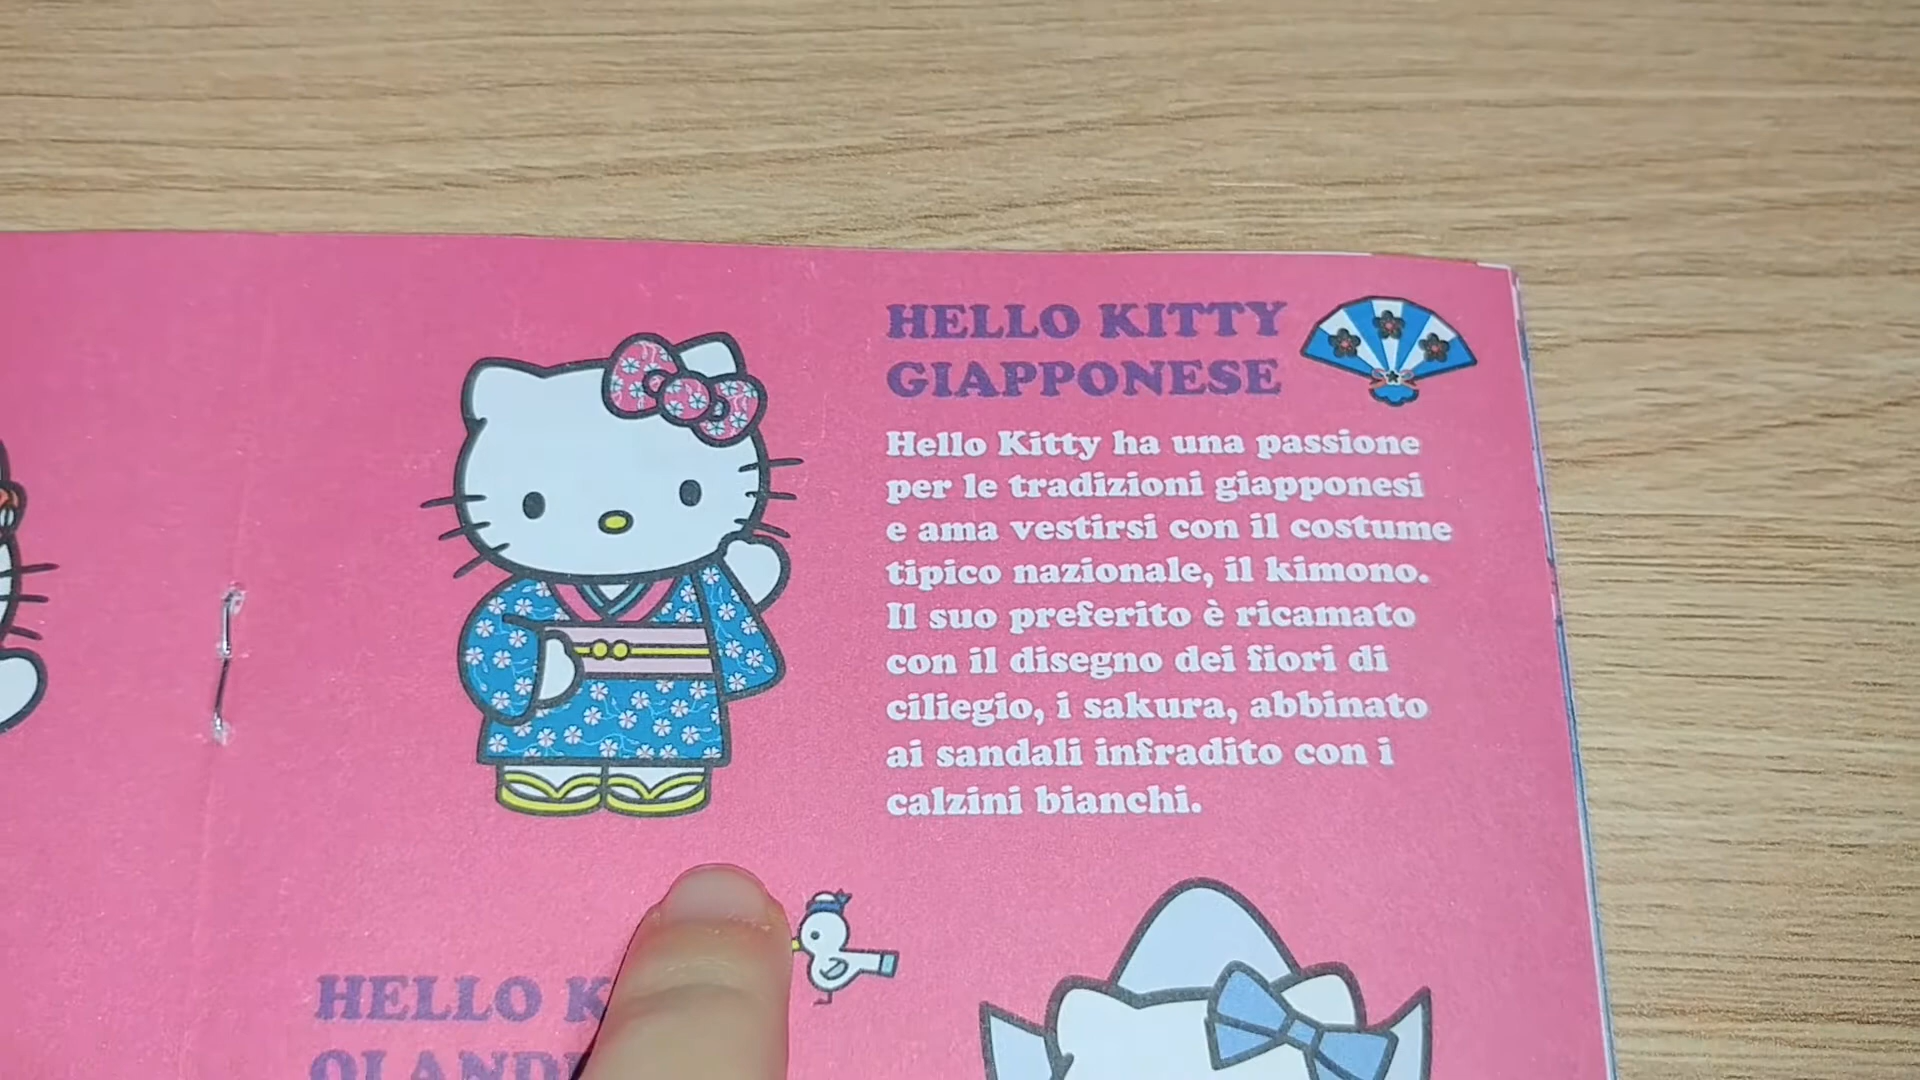 HELLO KITTY
GIAPPONESE
Hello Kitty ha una passione
per le tradizioni giapponesi
e ama vestirsi con il costume
tipico nazionale, il kimono.
Il suo preferito è ricamato
con il disegno dei fiori di
ciliegio, i sakura, abbinato
ai sandali infradito con i
calzini bianchi.
HELLO